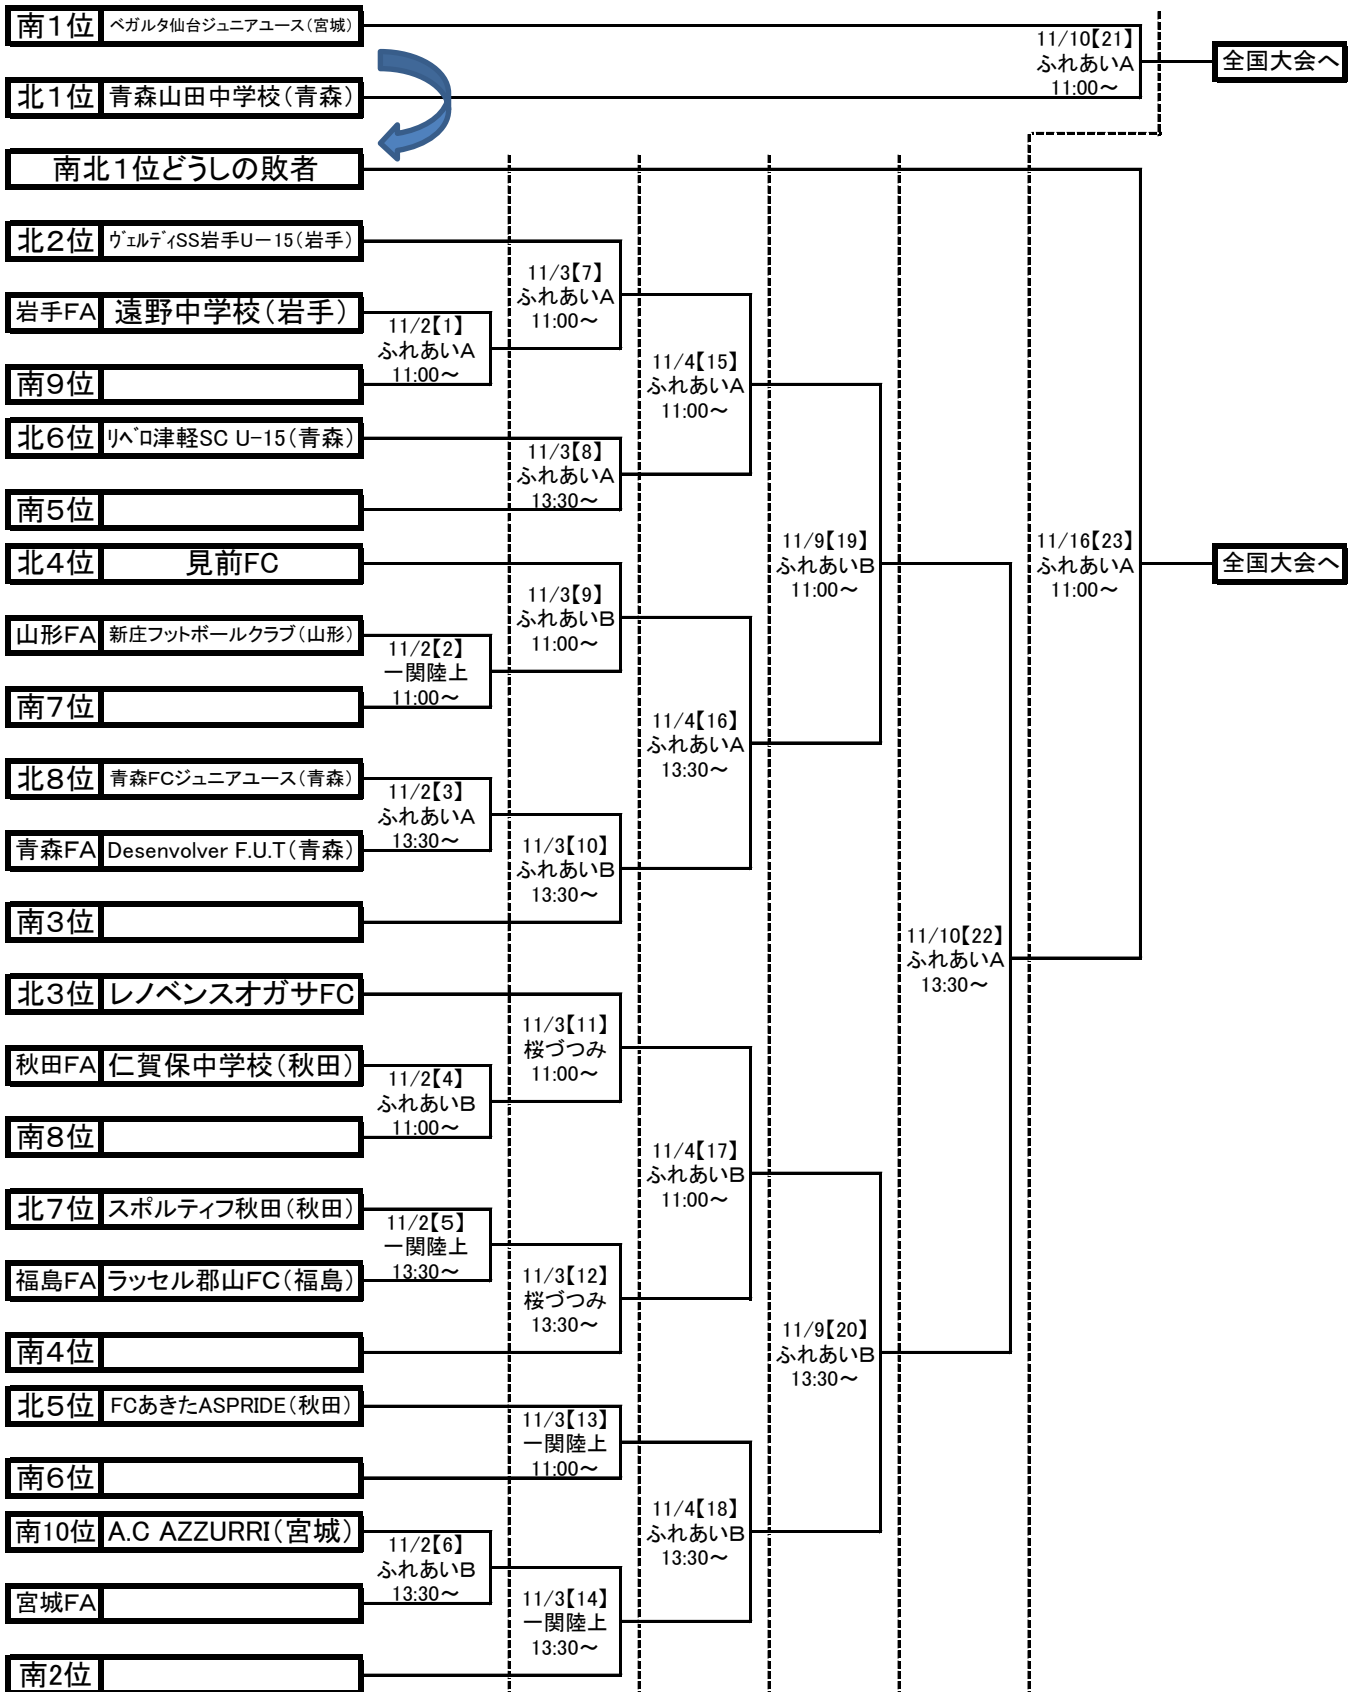 南1位 ベガルタ仙台ジュニアユース(宮城)
11/10【21】
ふれあいA
11:00～
全国大会へ
北1位 青森山田中学校(青森)
南北1位どうしの敗者
北2位 ヴェルディSS岩手U－15(岩手)
11/3【7】
ふれあいA
11:00～
岩手FA 遠野中学校(岩手)
11/2【1】
ふれあいA
11:00～
南9位
11/4【15】
ふれあいA
11:00～
北6位 リベロ津軽SC U-15(青森)
11/3【8】
ふれあいA
13:30～
南5位
11/9【19】
ふれあいB
11:00～
11/16【23】
ふれあいA
11:00～
全国大会へ
北4位 見前FC
11/3【9】
ふれあいB
11:00～
山形FA 新庄フットボールクラブ(山形)
11/2【2】
一関陸上
11:00～
南7位
11/4【16】
ふれあいA
13:30～
北8位 青森FCジュニアユース(青森)
11/2【3】
ふれあいA
13:30～
青森FA Desenvolver F.U.T(青森)
11/3【10】
ふれあいB
13:30～
南3位
11/10【22】
ふれあいA
13:30～
北3位 レノベンスオガサFC
11/3【11】
桜づつみ
11:00～
秋田FA 仁賀保中学校(秋田)
11/2【4】
ふれあいB
11:00～
南8位
11/4【17】
ふれあいB
11:00～
北7位 スポルティフ秋田(秋田)
11/2【5】
一関陸上
13:30～
福島FA ラッセル郡山FC(福島)
11/3【12】
桜づつみ
13:30～
南4位
11/9【20】
ふれあいB
13:30～
北5位 FCあきたASPRIDE(秋田)
11/3【13】
一関陸上
11:00～
南6位
11/4【18】
ふれあいB
13:30～
南10位 A.C AZZURRI(宮城)
11/2【6】
ふれあいB
13:30～
宮城FA
11/3【14】
一関陸上
13:30～
南2位